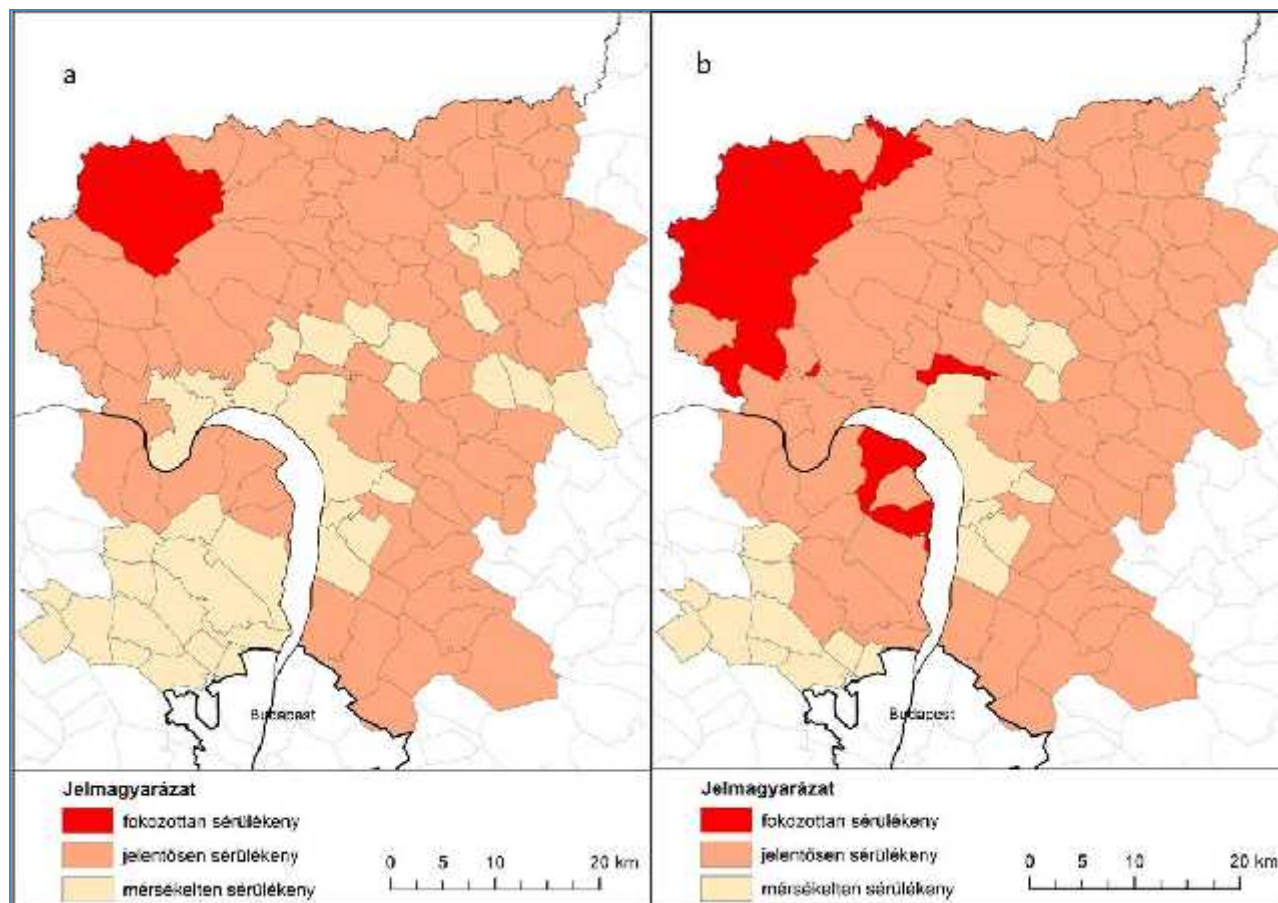 a
b
Budapest
Budapest
Jelmagyarázat
fokozottan sérülékeny
jelentősen sérülékeny
mérsékelten sérülékeny
0 5 10 20 km
Jelmagyarázat
fokozottan sérülékeny
jelentősen sérülékeny
mérsékelten sérülékeny
0 5 10 20 km